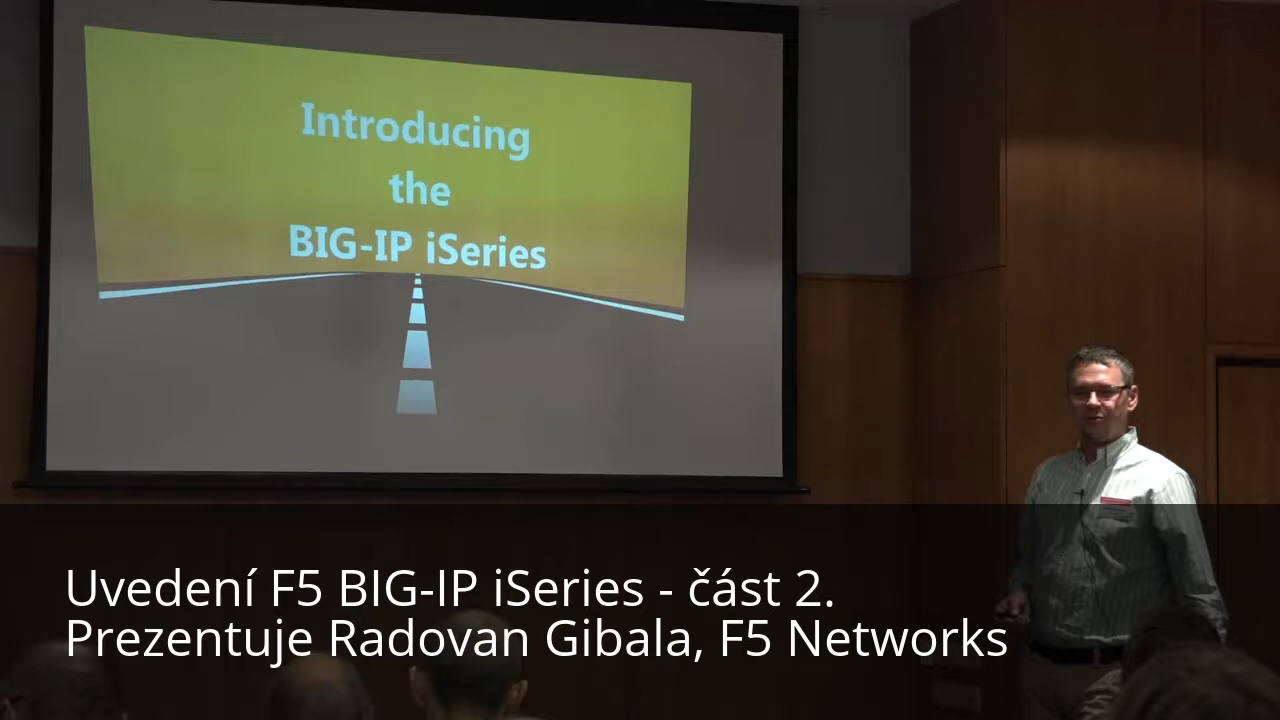 Introducing
the
BIG-IP iSeries
Uvedení F5 BIG-IP iSeries - část 2.
Prezentuje Radovan Gibala, F5 Networks